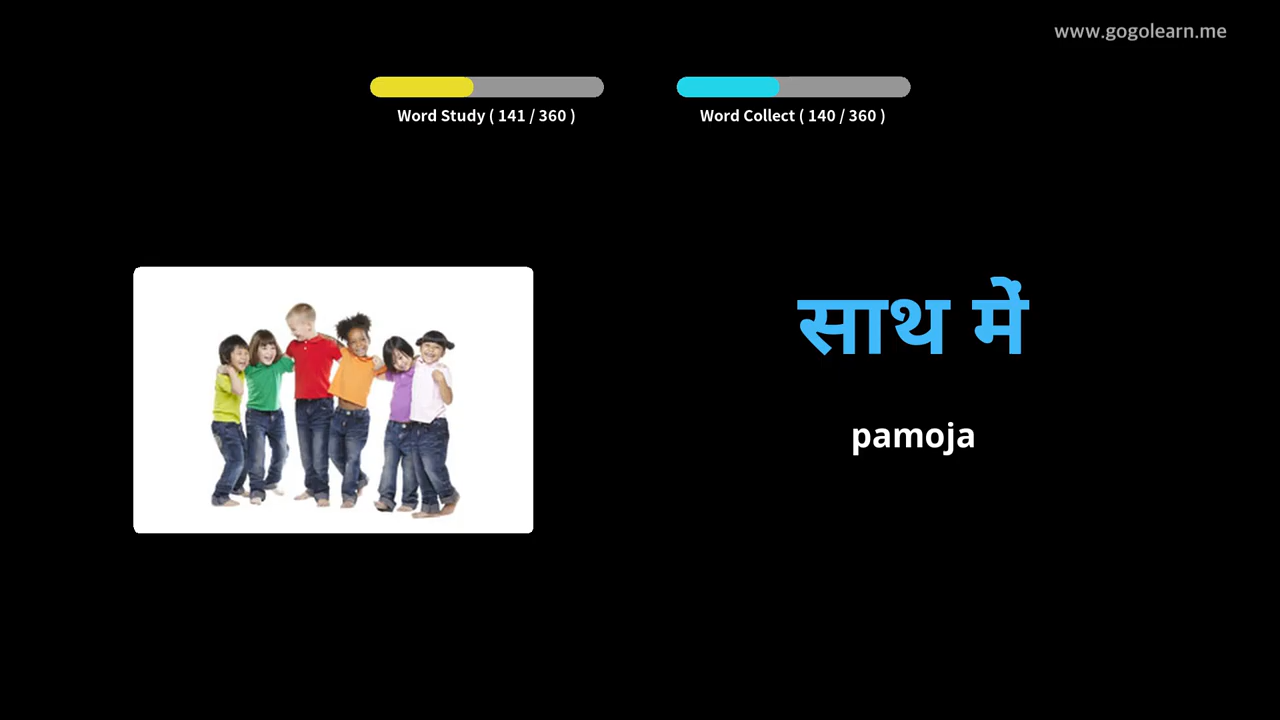 www.gogolearn.me
Word Study ( 141 / 360 )
Word Collect ( 140 / 360 )
साथ में
pamoja